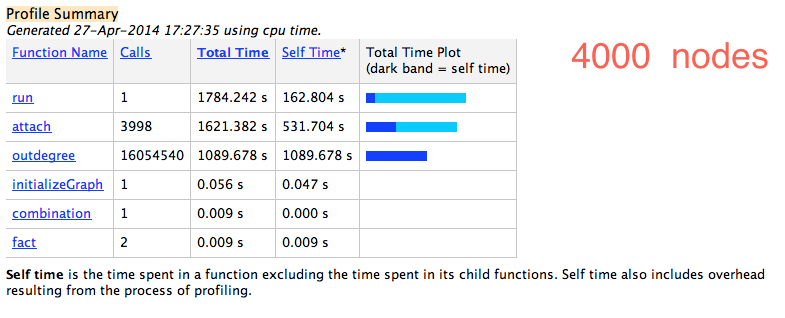 Profile Summary
Generated 27-Apr-2014 17:27:35 using cpu time.
4000 nodes
Function Name Calls Total Time Self Time* Total Time Plot
(dark band = self time)
run 1 1784.242 s 162.804 s
attach 3998 1621.382 s 531.704 s
outdegree 16054540 1089.678 s 1089.678 s
initializeGraph 1 0.056 s 0.047 s
combination 1 0.009 s 0.000 s
fact 2 0.009 s 0.009 s
Self time is the time spent in a function excluding the time spent in its child functions. Self time also includes overhead
resulting from the process of profiling.